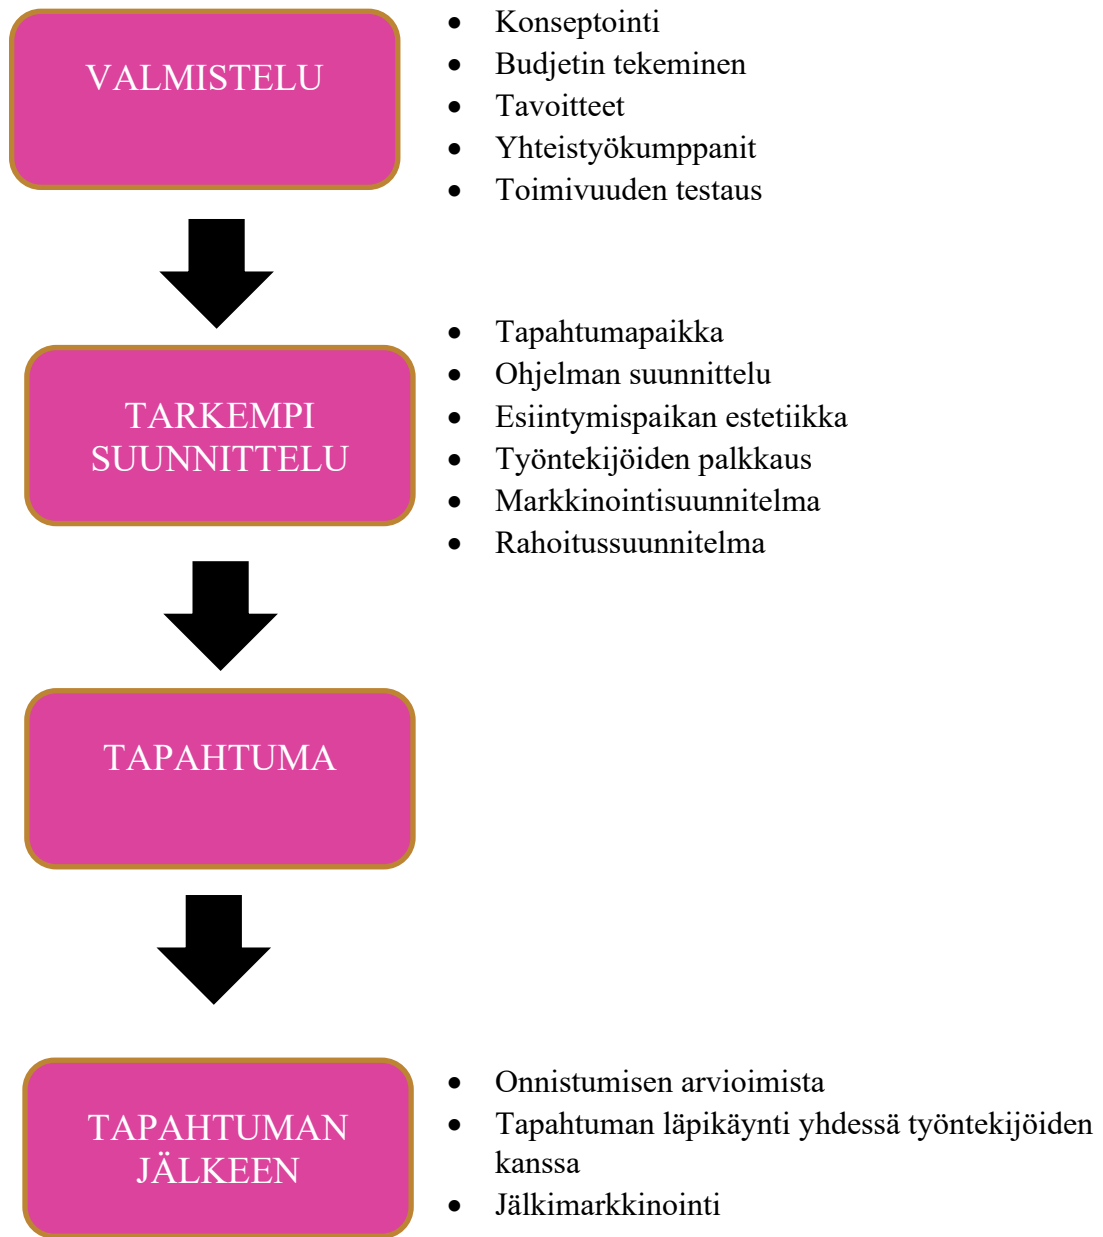 VALMISTELU
• Konseptointi
• Budjetin tekeminen
• Tavoitteet
• Yhteistyökumppanit
• Toimivuuden testaus
TARKEMPI
SUUNNITTELU
• Tapahtumapaikka
• Ohjelman suunnittelu
• Esiintymispaikan estetiikka
• Työntekijöiden palkkaus
• Markkinointisuunnitelma
• Rahoitussuunnitelma
TAPAHTUMA
TAPAHTUMAN
JÄLKEEN
• Onnistumisen arvioimista
• Tapahtuman läpikäynti yhdessä työntekijöiden
kanssa
• Jälkimarkkinointi